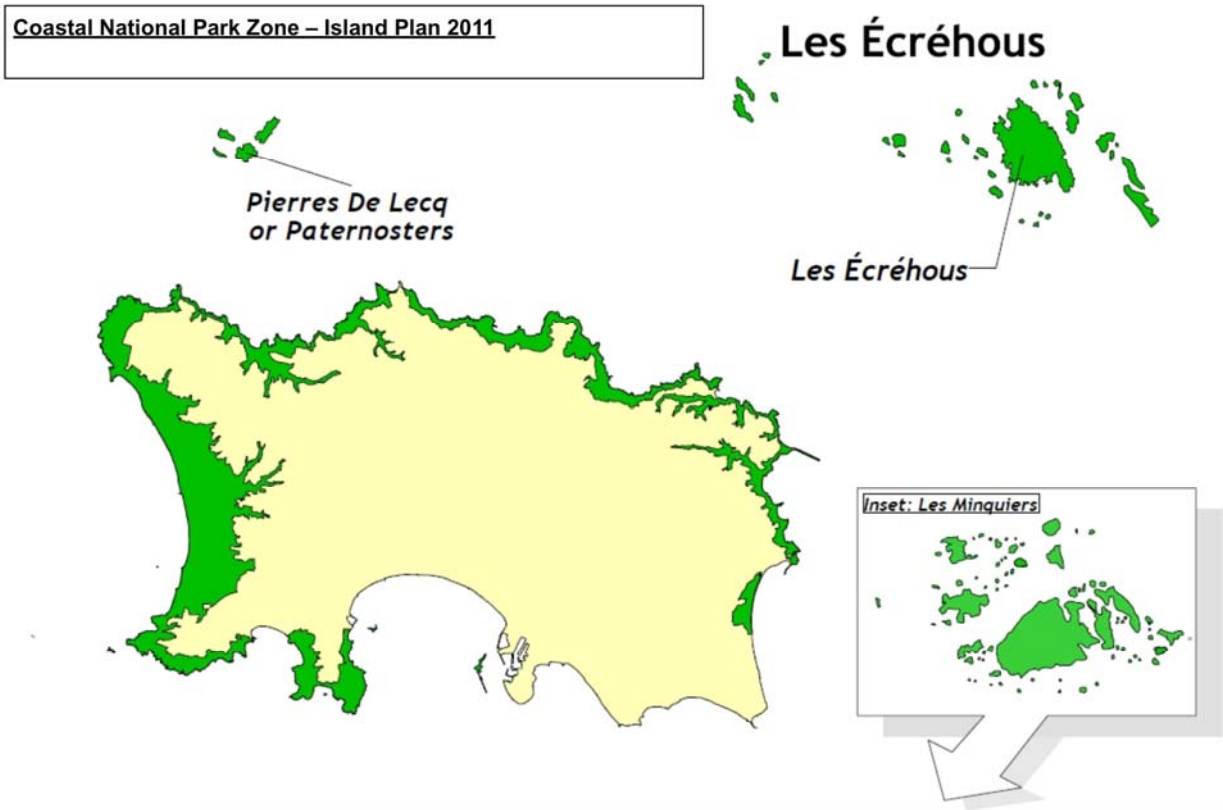 Coastal National Park Zone – Island Plan 2011
Les Écréhous
Pierres De Lecq
or Paternosters
Les Écréhous
Inset: Les Minquiers